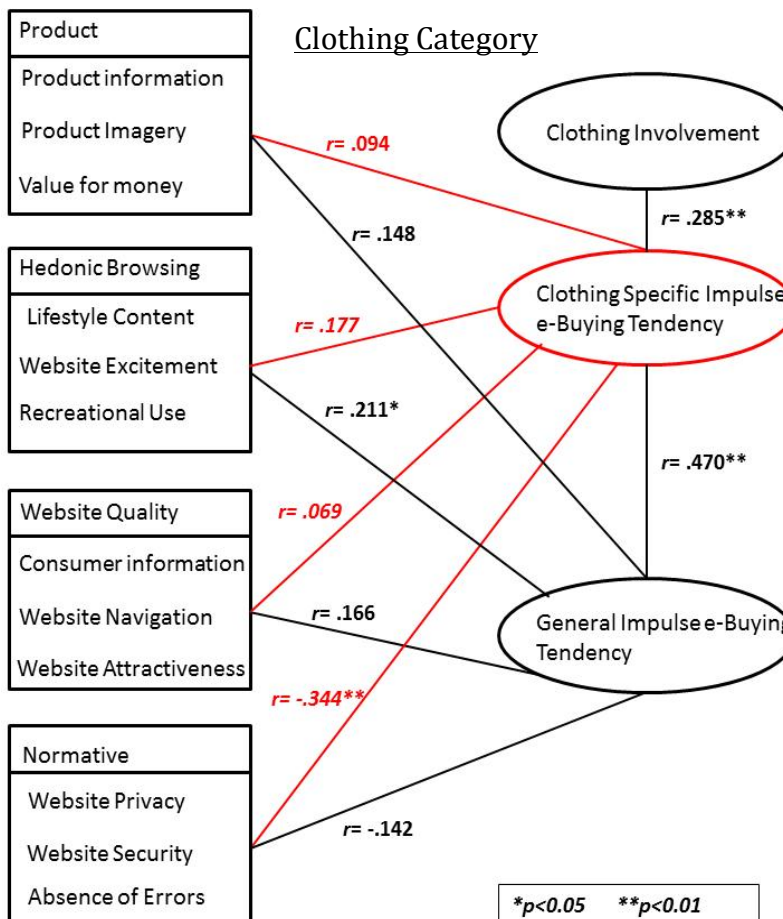 Clothing Category
Product
Product information
Product Imagery
Value for money
Hedonic Browsing
Lifestyle Content
Website Excitement
Recreational Use
Website Quality
Consumer information
Website Navigation
Website Attractiveness
Normative
Website Privacy
Website Security
Absence of Errors
r= .094
r= .148
r= .177
r= .211*
r= .069
r= .166
r= -.344**
r= -.142
Clothing Involvement
r= .285**
Clothing Specific Impulse
e-Buying Tendency
r= .470**
General Impulse e-Buying
Tendency
*p<0.05 **p<0.01